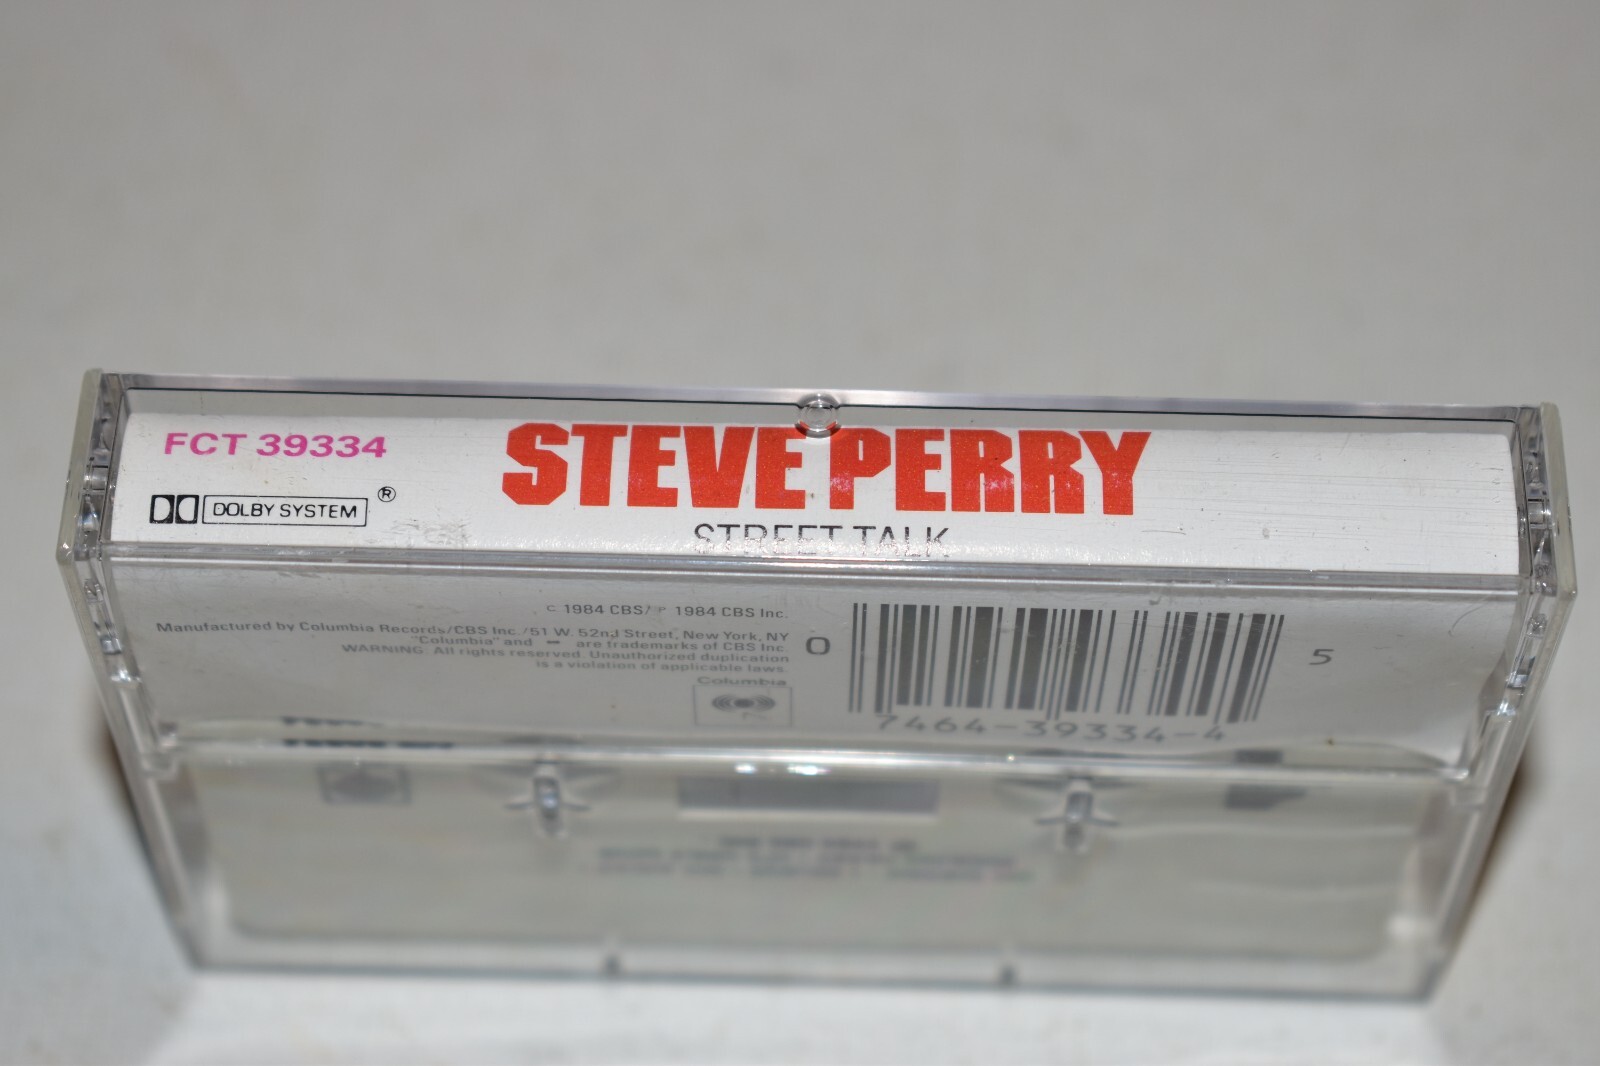 FCT 39334
DOLBY SYSTEM ®
STEVE PERRY
STREET TALK
© 1984 CBS/ ℗ 1984 CBS Inc.
Manufactured by Columbia Records/CBS Inc./51 W. 52nd Street, New York, NY
"Columbia" and are trademarks of CBS Inc.
WARNING: All rights reserved. Unauthorized duplication
is a violation of applicable laws.
Columbia
0
5
7464-39334-4